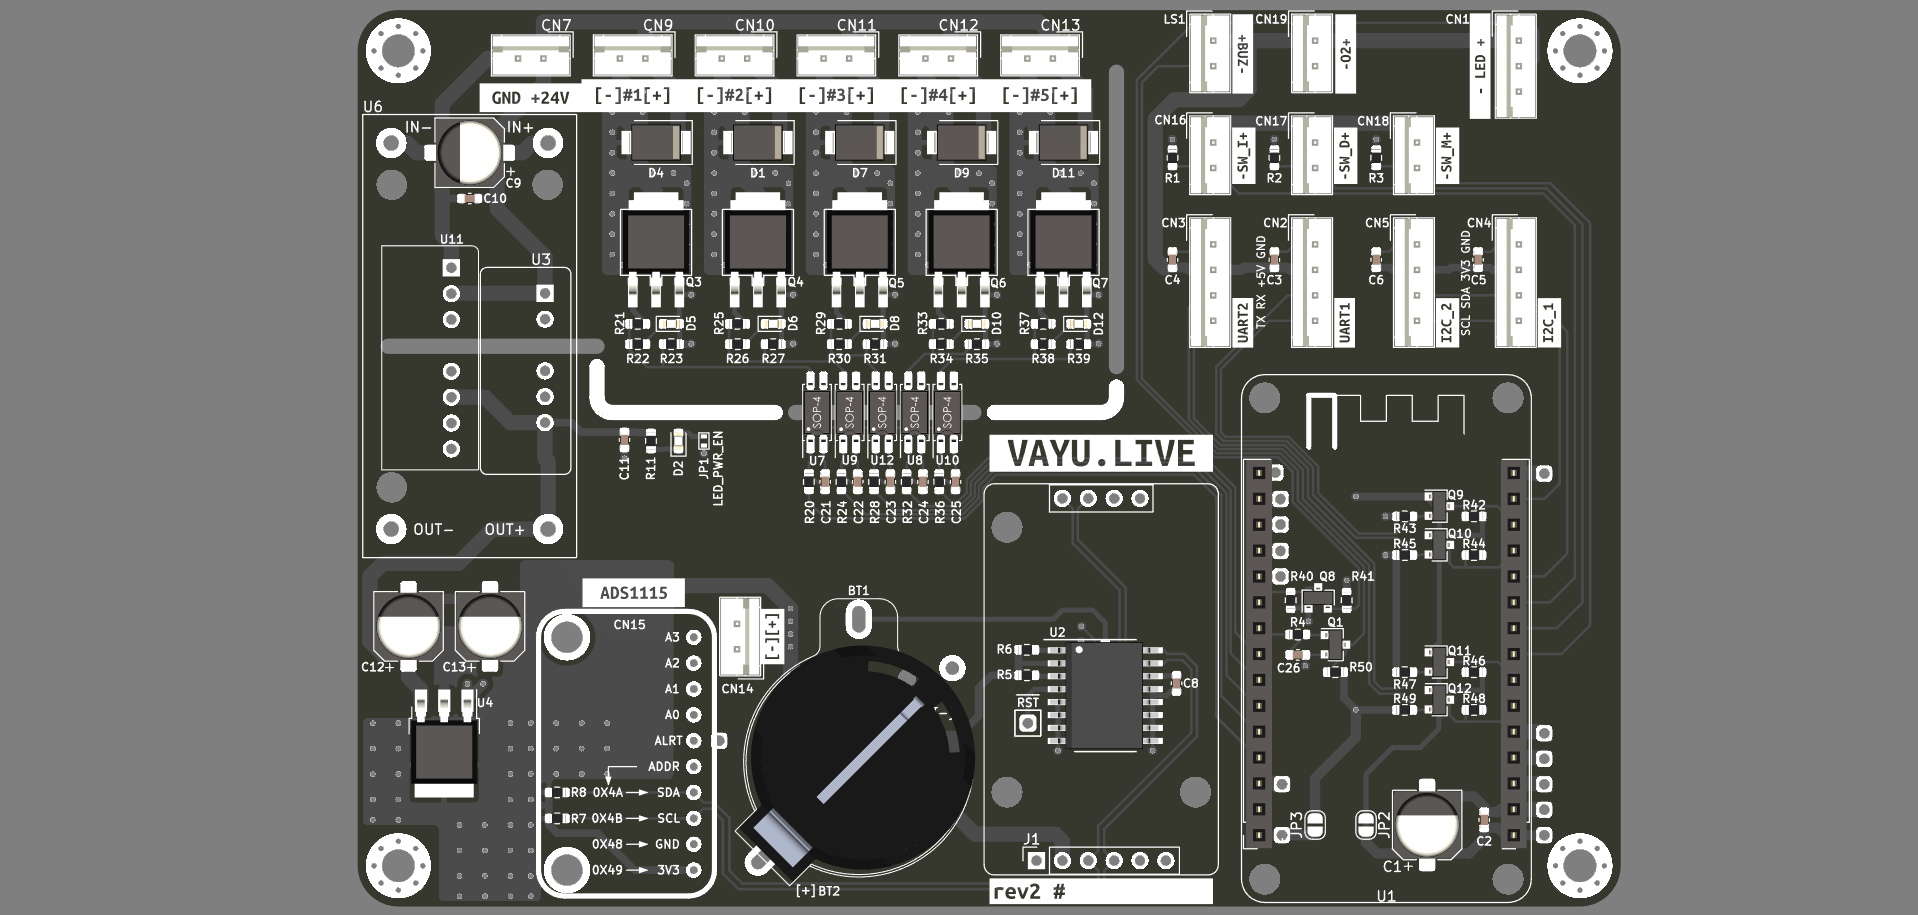 CN7 CN9 CN10 CN11 CN12 CN13
LS1 CN19 CN1
+BUZ- -O2+ - LED +
GND +24V [-]#1[+] [-]#2[+] [-]#3[+] [-]#4[+] [-]#5[+]
U6
IN- IN+
C9 +
C10
CN16 CN17 CN18
-SW_I+ -SW_D+ -SW_M+
R1 R2 R3
D4 D1 D7 D9 D11
U11 U3
CN3 CN2 CN5 CN4
C4 C3 C6 C5
TX RX +5V GND
SCL SDA 3V3 GND
UART2 UART1 I2C_2 I2C_1
Q3 Q4 Q5 Q6 Q7
R21 D5 R25 D6 R29 D8 R33 D10 R37 D12
R22 R23 R26 R27 R30 R31 R34 R35 R38 R39
SOP-4 SOP-4 SOP-4 SOP-4 SOP-4
U7 U9 U12 U8 U10
C11 R11 D2 JP1 LED_PWR_EN
R20 C21 R24 C22 R28 C23 R32 C24 R36 C25
VAYU.LIVE
OUT- OUT+
Q9 R42
R43 Q10
R45 R44
R40 Q8 R41
R4 Q1
C26 R50
Q11 R46
R47 Q12
R49 R48
ADS1115
CN15
BT1
C12+ C13+
U4
A3
A2
A1
A0
ALRT
ADDR
R8 0X4A SDA
R7 0X4B SCL
0X48 GND
0X49 3V3
[-][+]
CN14
U2
R6
R5
RST
C8
J1
[+]BT2
rev2 #
JP3 JP2
C2
C1+
U1